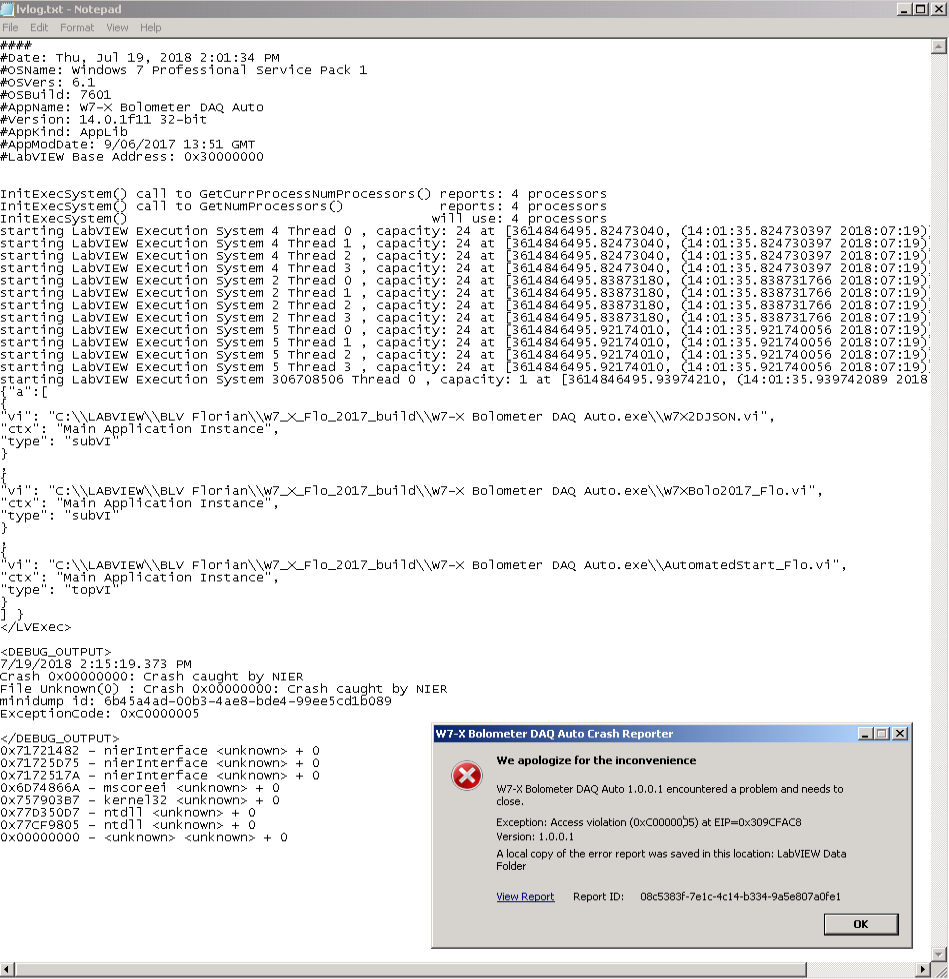 lvlog.txt - Notepad
File Edit Format View Help
####
#Date: Thu, Jul 19, 2018 2:01:34 PM
#OSName: Windows 7 Professional Service Pack 1
#OSVers: 6.1
#OSBuild: 7601
#AppName: W7-X Bolometer DAQ Auto
#Version: 14.0.1f11 32-bit
#AppKind: AppLib
#AppModDate: 9/06/2017 13:51 GMT
#LabVIEW Base Address: 0x30000000
InitExecSystem() call to GetCurrProcessNumProcessors() reports: 4 processors
InitExecSystem() call to GetNumProcessors() reports: 4 processors
InitExecSystem() will use: 4 processors
starting LabVIEW Execution System 4 Thread 0 , capacity: 24 at [3614846495.82473040, (14:01:35.824730397 2018:07:19)
starting LabVIEW Execution System 4 Thread 1 , capacity: 24 at [3614846495.82473040, (14:01:35.824730397 2018:07:19)
starting LabVIEW Execution System 4 Thread 2 , capacity: 24 at [3614846495.82473040, (14:01:35.824730397 2018:07:19)
starting LabVIEW Execution System 4 Thread 3 , capacity: 24 at [3614846495.82473040, (14:01:35.824730397 2018:07:19)
starting LabVIEW Execution System 2 Thread 0 , capacity: 24 at [3614846495.83873180, (14:01:35.838731766 2018:07:19)
starting LabVIEW Execution System 2 Thread 1 , capacity: 24 at [3614846495.83873180, (14:01:35.838731766 2018:07:19)
starting LabVIEW Execution System 2 Thread 2 , capacity: 24 at [3614846495.83873180, (14:01:35.838731766 2018:07:19)
starting LabVIEW Execution System 2 Thread 3 , capacity: 24 at [3614846495.83873180, (14:01:35.838731766 2018:07:19)
starting LabVIEW Execution System 5 Thread 0 , capacity: 24 at [3614846495.92174010, (14:01:35.921740056 2018:07:19)
starting LabVIEW Execution System 5 Thread 1 , capacity: 24 at [3614846495.92174010, (14:01:35.921740056 2018:07:19)
starting LabVIEW Execution System 5 Thread 2 , capacity: 24 at [3614846495.92174010, (14:01:35.921740056 2018:07:19)
starting LabVIEW Execution System 5 Thread 3 , capacity: 24 at [3614846495.92174010, (14:01:35.921740056 2018:07:19)
starting LabVIEW Execution System 306708506 Thread 0 , capacity: 1 at [3614846495.93974210, (14:01:35.939742089 2018
{"a":[
{
"vi": "C:\\LABVIEW\\BLV Florian\\W7_X_Flo_2017_build\\W7-X Bolometer DAQ Auto.exe\\W7X2DJSON.vi",
"ctx": "Main Application Instance",
"type": "subVI"
}
,
{
"vi": "C:\\LABVIEW\\BLV Florian\\W7_X_Flo_2017_build\\W7-X Bolometer DAQ Auto.exe\\W7XBolo2017_Flo.vi",
"ctx": "Main Application Instance",
"type": "subVI"
}
,
{
"vi": "C:\\LABVIEW\\BLV Florian\\W7_X_Flo_2017_build\\W7-X Bolometer DAQ Auto.exe\\AutomatedStart_Flo.vi",
"ctx": "Main Application Instance",
"type": "topVI"
}
] }
</LVExec>
<DEBUG_OUTPUT>
7/19/2018 2:15:19.373 PM
Crash 0x00000000: Crash caught by NIER
File Unknown(0) : Crash 0x00000000: Crash caught by NIER
minidump id: 6b45a4ad-00b3-4ae8-bde4-99ee5cd1b089
ExceptionCode: 0xC0000005
</DEBUG_OUTPUT>
0x71721482 - nierInterface <unknown> + 0
0x71725D75 - nierInterface <unknown> + 0
0x7172517A - nierInterface <unknown> + 0
0x6D74866A - mscoreei <unknown> + 0
0x757903B7 - kernel32 <unknown> + 0
0x77D350D7 - ntdll <unknown> + 0
0x77CF9805 - ntdll <unknown> + 0
0x00000000 - <unknown> <unknown> + 0
W7-X Bolometer DAQ Auto Crash Reporter
We apologize for the inconvenience
W7-X Bolometer DAQ Auto 1.0.0.1 encountered a problem and needs to
close.
Exception: Access violation (0xC0000005) at EIP=0x309CFAC8
Version: 1.0.0.1
A local copy of the error report was saved in this location: LabVIEW Data
Folder
View Report Report ID: 08c5383f-7e1c-4c14-b334-9a5e807a0fe1
OK